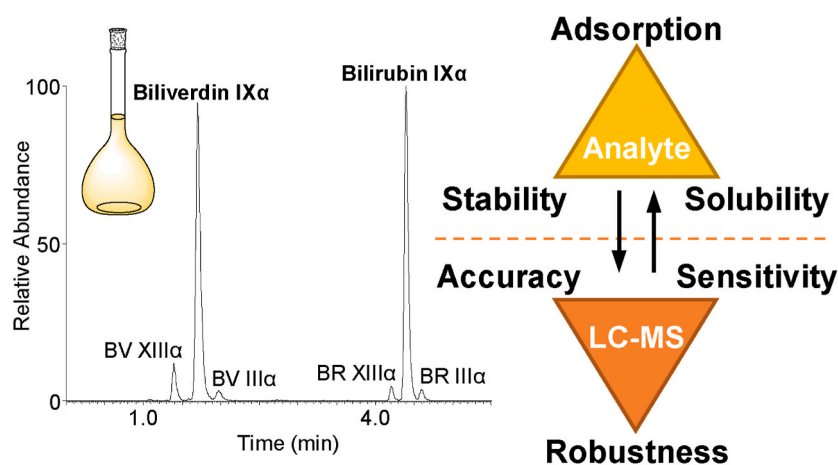 Adsorption
Biliverdin IXα
Bilirubin IXα
100
Analyte
Stability
Solubility
Relative Abundance
50
Accuracy
Sensitivity
LC-MS
BV XIIIα
BV IIIα
BR XIIIα
BR IIIα
0
1.0
4.0
Time (min)
Robustness